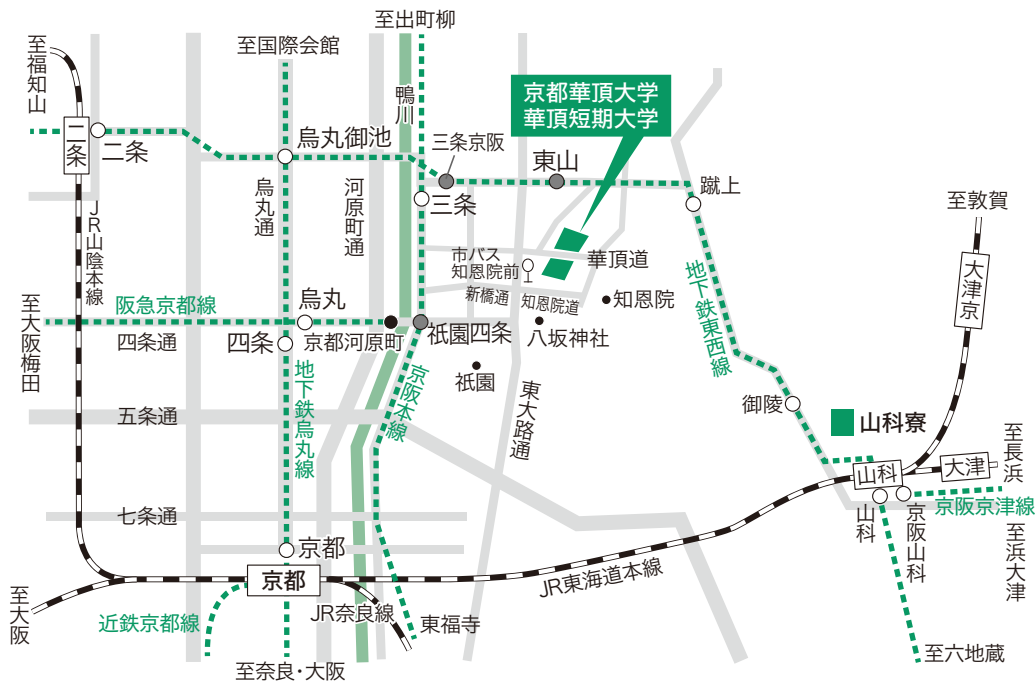 至出町柳
至国際会館
至福知山
鴨川
京都華頂大学
華頂短期大学
二条
二条
烏丸御池
三条京阪
東山
蹴上
烏丸通
河原町通
三条
至敦賀
JR山陰本線
市バス
知恩院前
華頂道
地下鉄東西線
大津京
新橋通
知恩院道
知恩院
至大阪梅田
阪急京都線
烏丸
四条通
四条
京都河原町
祇園四条
八坂神社
祇園
京阪本線
地下鉄烏丸線
東大路通
御陵
五条通
山科寮
至長浜
山科
大津
京阪京津線
山科
京阪山科
至浜大津
七条通
京都
京都
JR東海道本線
至大阪
近鉄京都線
JR奈良線
東福寺
至奈良・大阪
至六地蔵